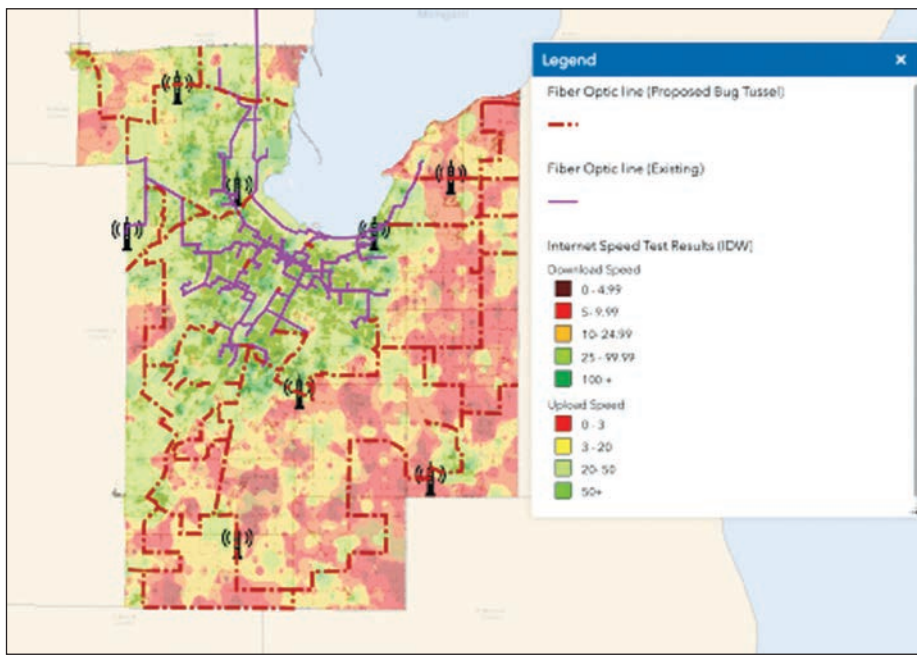 Michigan
Legend
Fiber Optic line (Proposed Bug Tussel)
Fiber Optic line (Existing)
Internet Speed Test Results (IDW)
Download Speed
0 - 4.99
5- 9.99
10- 24.99
25 - 99.99
100 +
Upload Speed
0 - 3
3 - 20
20- 50
50+